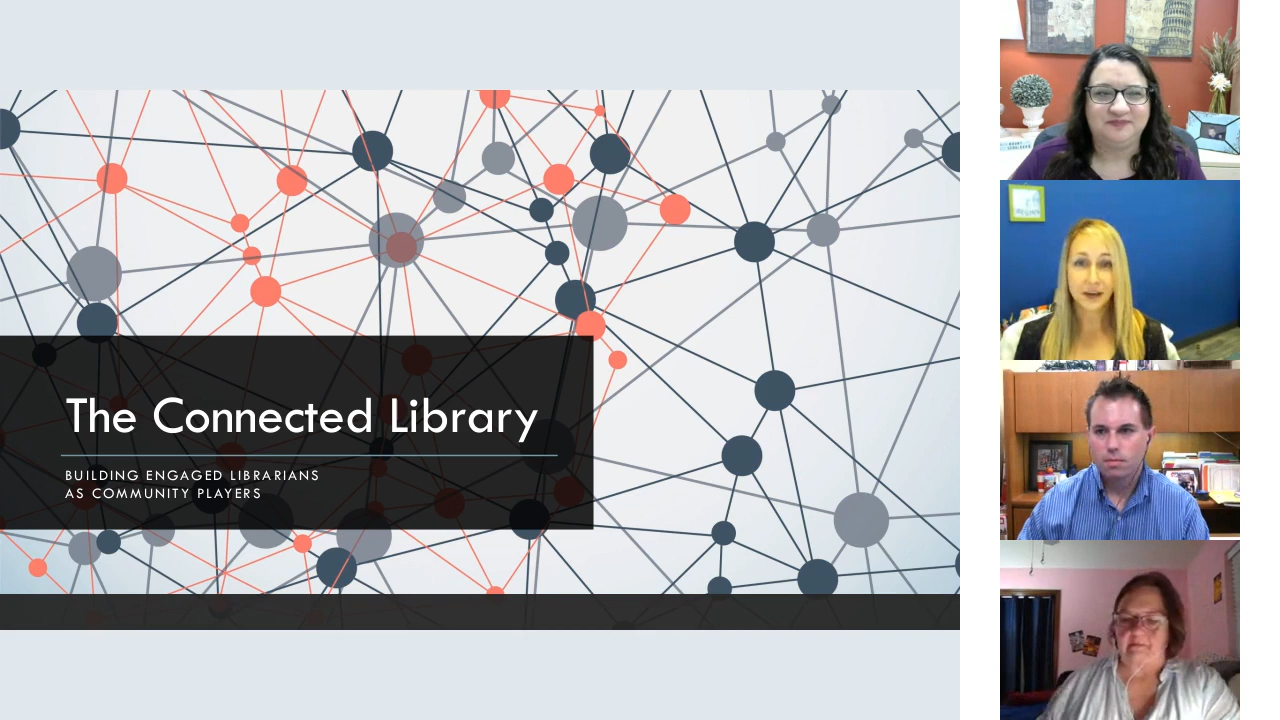 The Connected Library
BUILDING ENGAGED LIBRARIANS
AS COMMUNITY PLAYERS